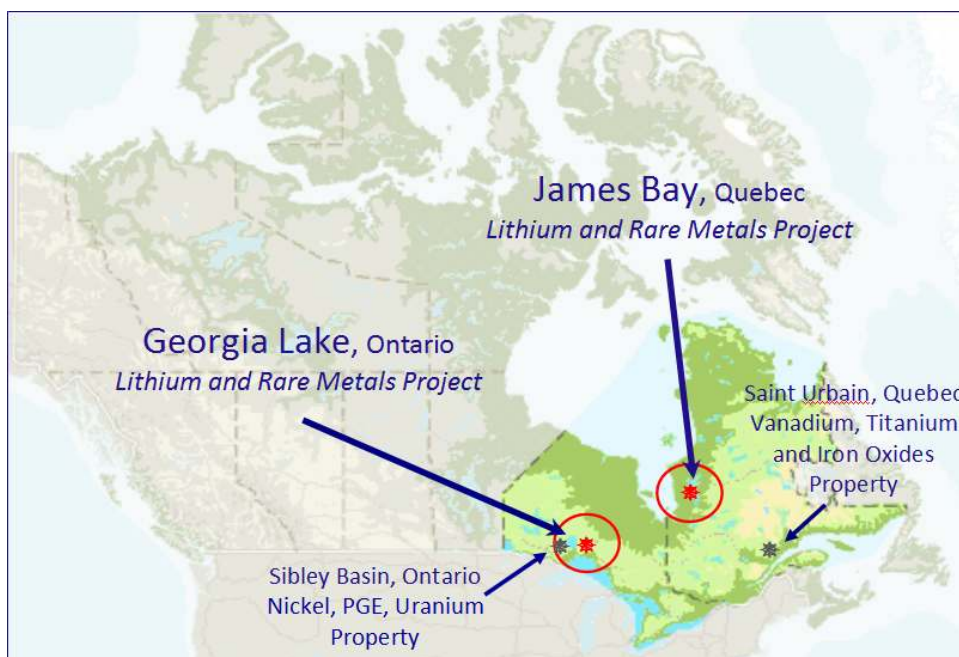 James Bay, Quebec
Lithium and Rare Metals Project
Georgia Lake, Ontario
Lithium and Rare Metals Project
Saint Urbain, Quebec
Vanadium, Titanium
and Iron Oxides
Property
Sibley Basin, Ontario
Nickel, PGE, Uranium
Property